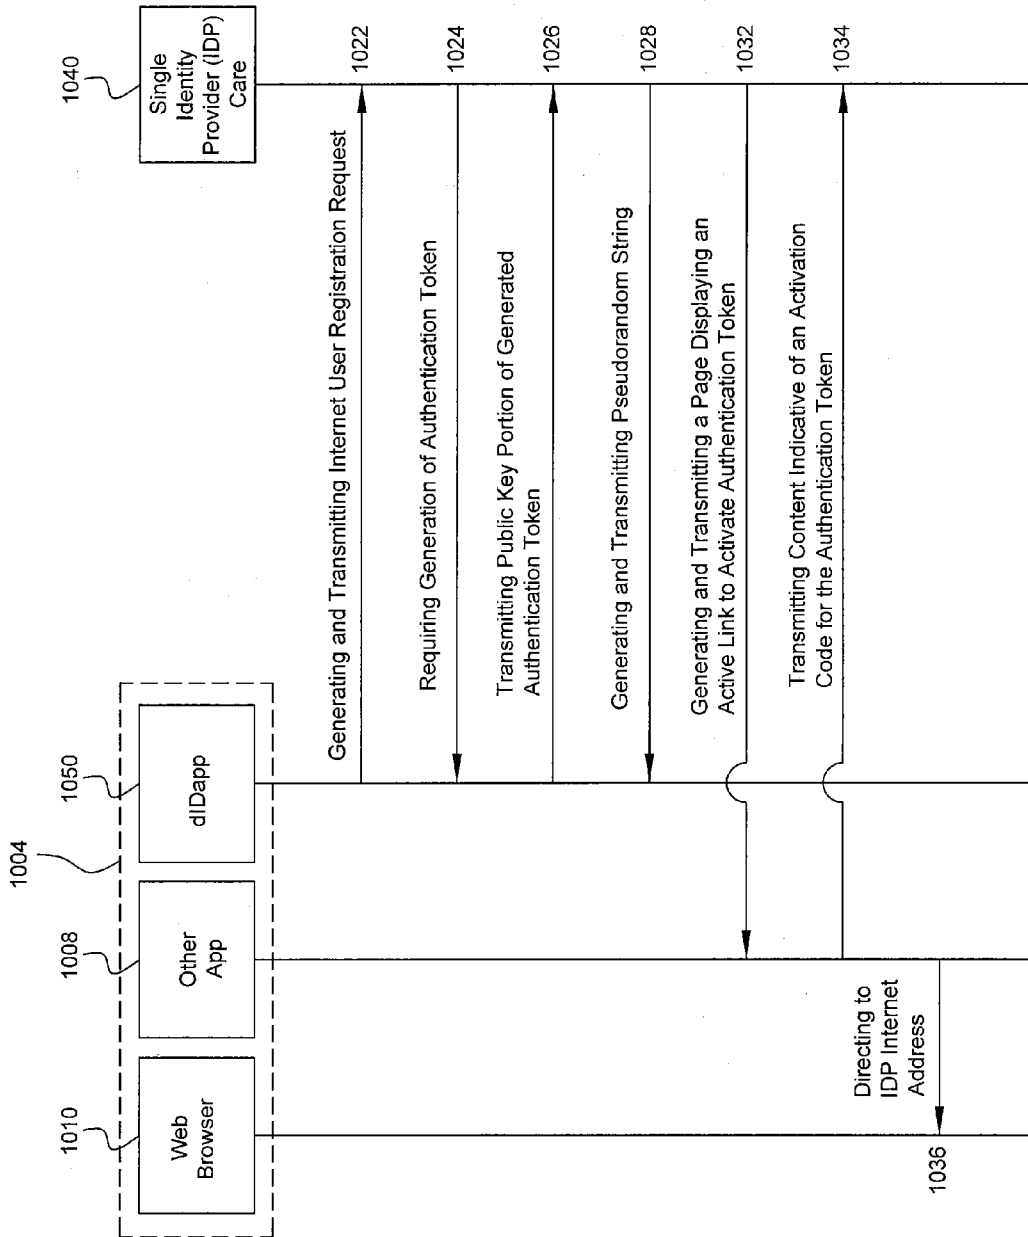 1004
1010
1008
1050
1040
Web
Browser
Other
App
dIDapp
Single
Identity
Provider (IDP)
Care
Generating and Transmitting Internet User Registration Request
1022
Requiring Generation of Authentication Token
1024
Transmitting Public Key Portion of Generated
Authentication Token
1026
Generating and Transmitting Pseudorandom String
1028
Generating and Transmitting a Page Displaying an
Active Link to Activate Authentication Token
1032
Transmitting Content Indicative of an Activation
Code for the Authentication Token
1034
Directing to
IDP Internet
Address
1036